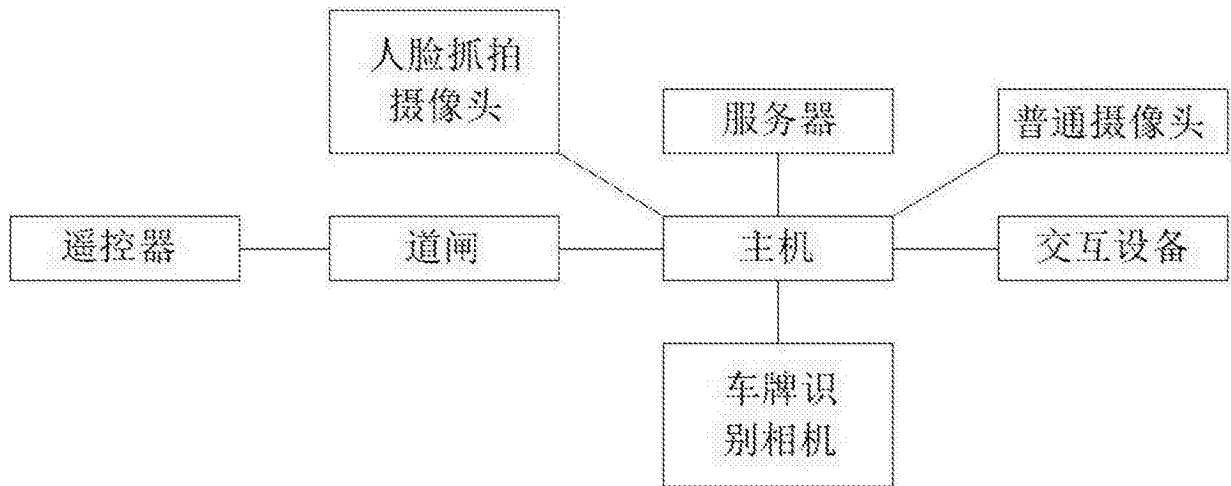 人脸抓拍
摄像头
服务器
普通摄像头
遥控器
道闸
主机
交互设备
车牌识
别相机